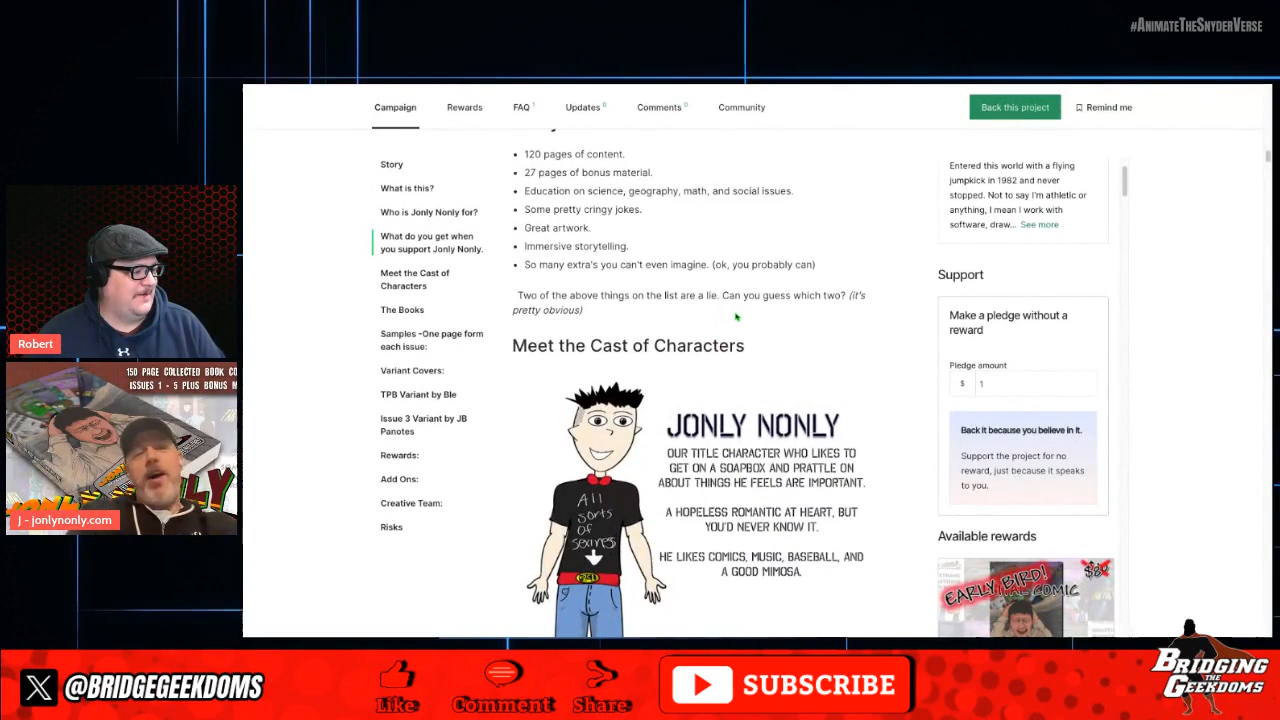 #AnimateTheSnyderVerse
Campaign
Rewards
FAQ 1
Updates 0
Comments 0
Community
Back this project
Remind me
Story
What is this?
Who is Jonly Nonly for?
What do you get when
you support Jonly Nonly.
Meet the Cast of
Characters
The Books
Samples -One page form
each issue:
Variant Covers:
TPB Variant by Ble
Issue 3 Variant by JB
Panotes
Rewards:
Add Ons:
Creative Team:
Risks
120 pages of content.
27 pages of bonus material.
Education on science, geography, math, and social issues.
Some pretty cringy jokes.
Great artwork.
Immersive storytelling.
So many extra's you can't even imagine. (ok, you probably can)
Two of the above things on the list are a lie. Can you guess which two? (it's
pretty obvious)
Meet the Cast of Characters
JONLY NONLY
OUR TITLE CHARACTER WHO LIKES TO
GET ON A SOAPBOX AND PRATTLE ON
ABOUT THINGS HE FEELS ARE IMPORTANT.
A HOPELESS ROMANTIC AT HEART, BUT
YOU'D NEVER KNOW IT.
HE LIKES COMICS, MUSIC, BASEBALL, AND
A GOOD MIMOSA.
All
sorts
of
Entered this world with a flying
jumpkick in 1982 and never
stopped. Not to say I'm athletic or
anything, I mean I work with
software, draw... See more
Support
Make a pledge without a
reward
Pledge amount
$ 1
Back it because you believe in it.
Support the project for no
reward, just because it speaks
to you.
Available rewards
EARLY BIRD!
COMIC
Robert
150 PAGE COLLECTED BOOK CO
ISSUES 1 - 5 PLUS BONUS M
J - jonlynonly.com
@BRIDGEGEEKDOMS
Like
Comment
Share
SUBSCRIBE
BRIDGING
THE
GEEKDOMS